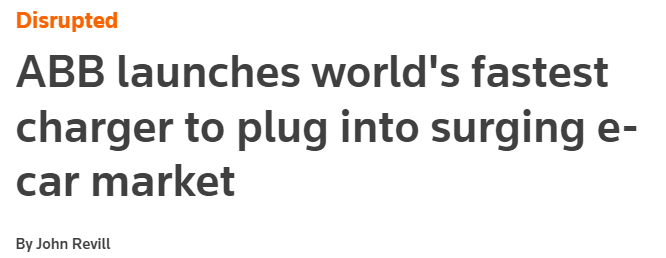 Disrupted
ABB launches world's fastest
charger to plug into surging e-
car market
By John Revill